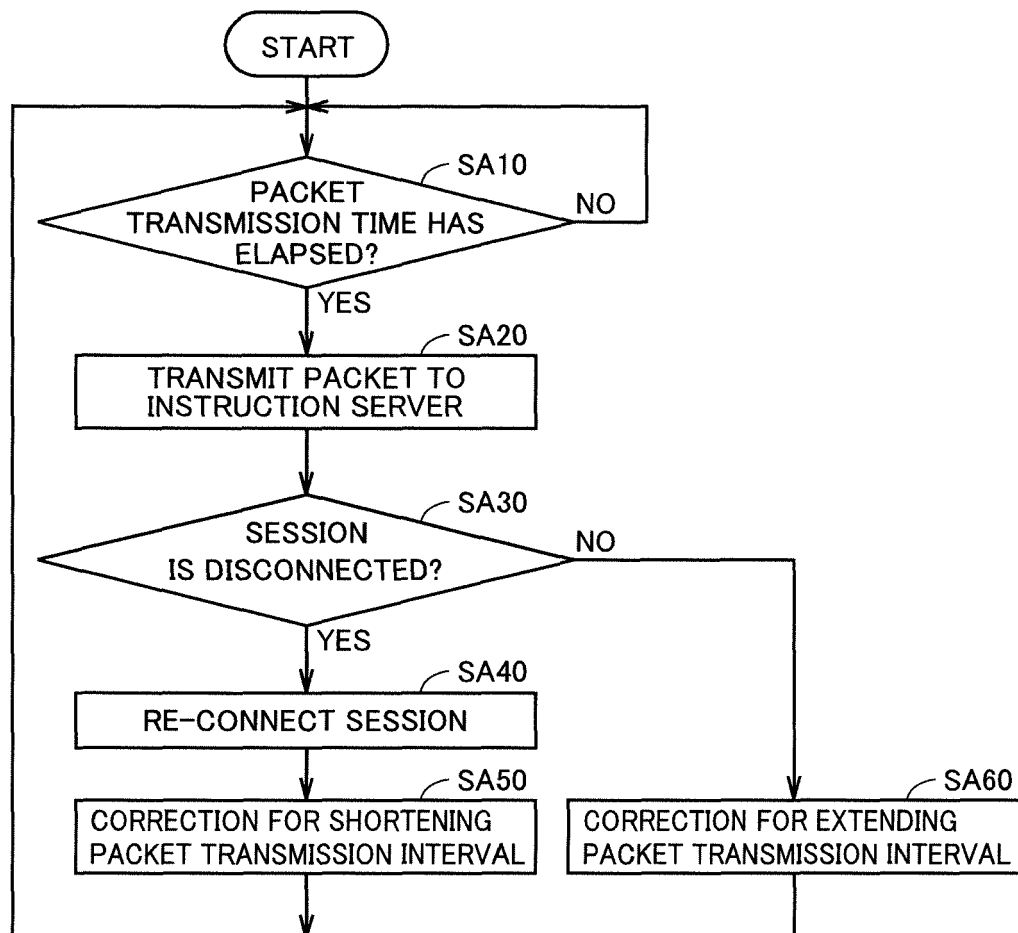 START
SA10
PACKET
TRANSMISSION TIME HAS
ELAPSED?
NO
YES
SA20
TRANSMIT PACKET TO
INSTRUCTION SERVER
SA30
SESSION
IS DISCONNECTED?
NO
YES
SA40
RE-CONNECT SESSION
SA50
CORRECTION FOR SHORTENING
PACKET TRANSMISSION INTERVAL
SA60
CORRECTION FOR EXTENDING
PACKET TRANSMISSION INTERVAL